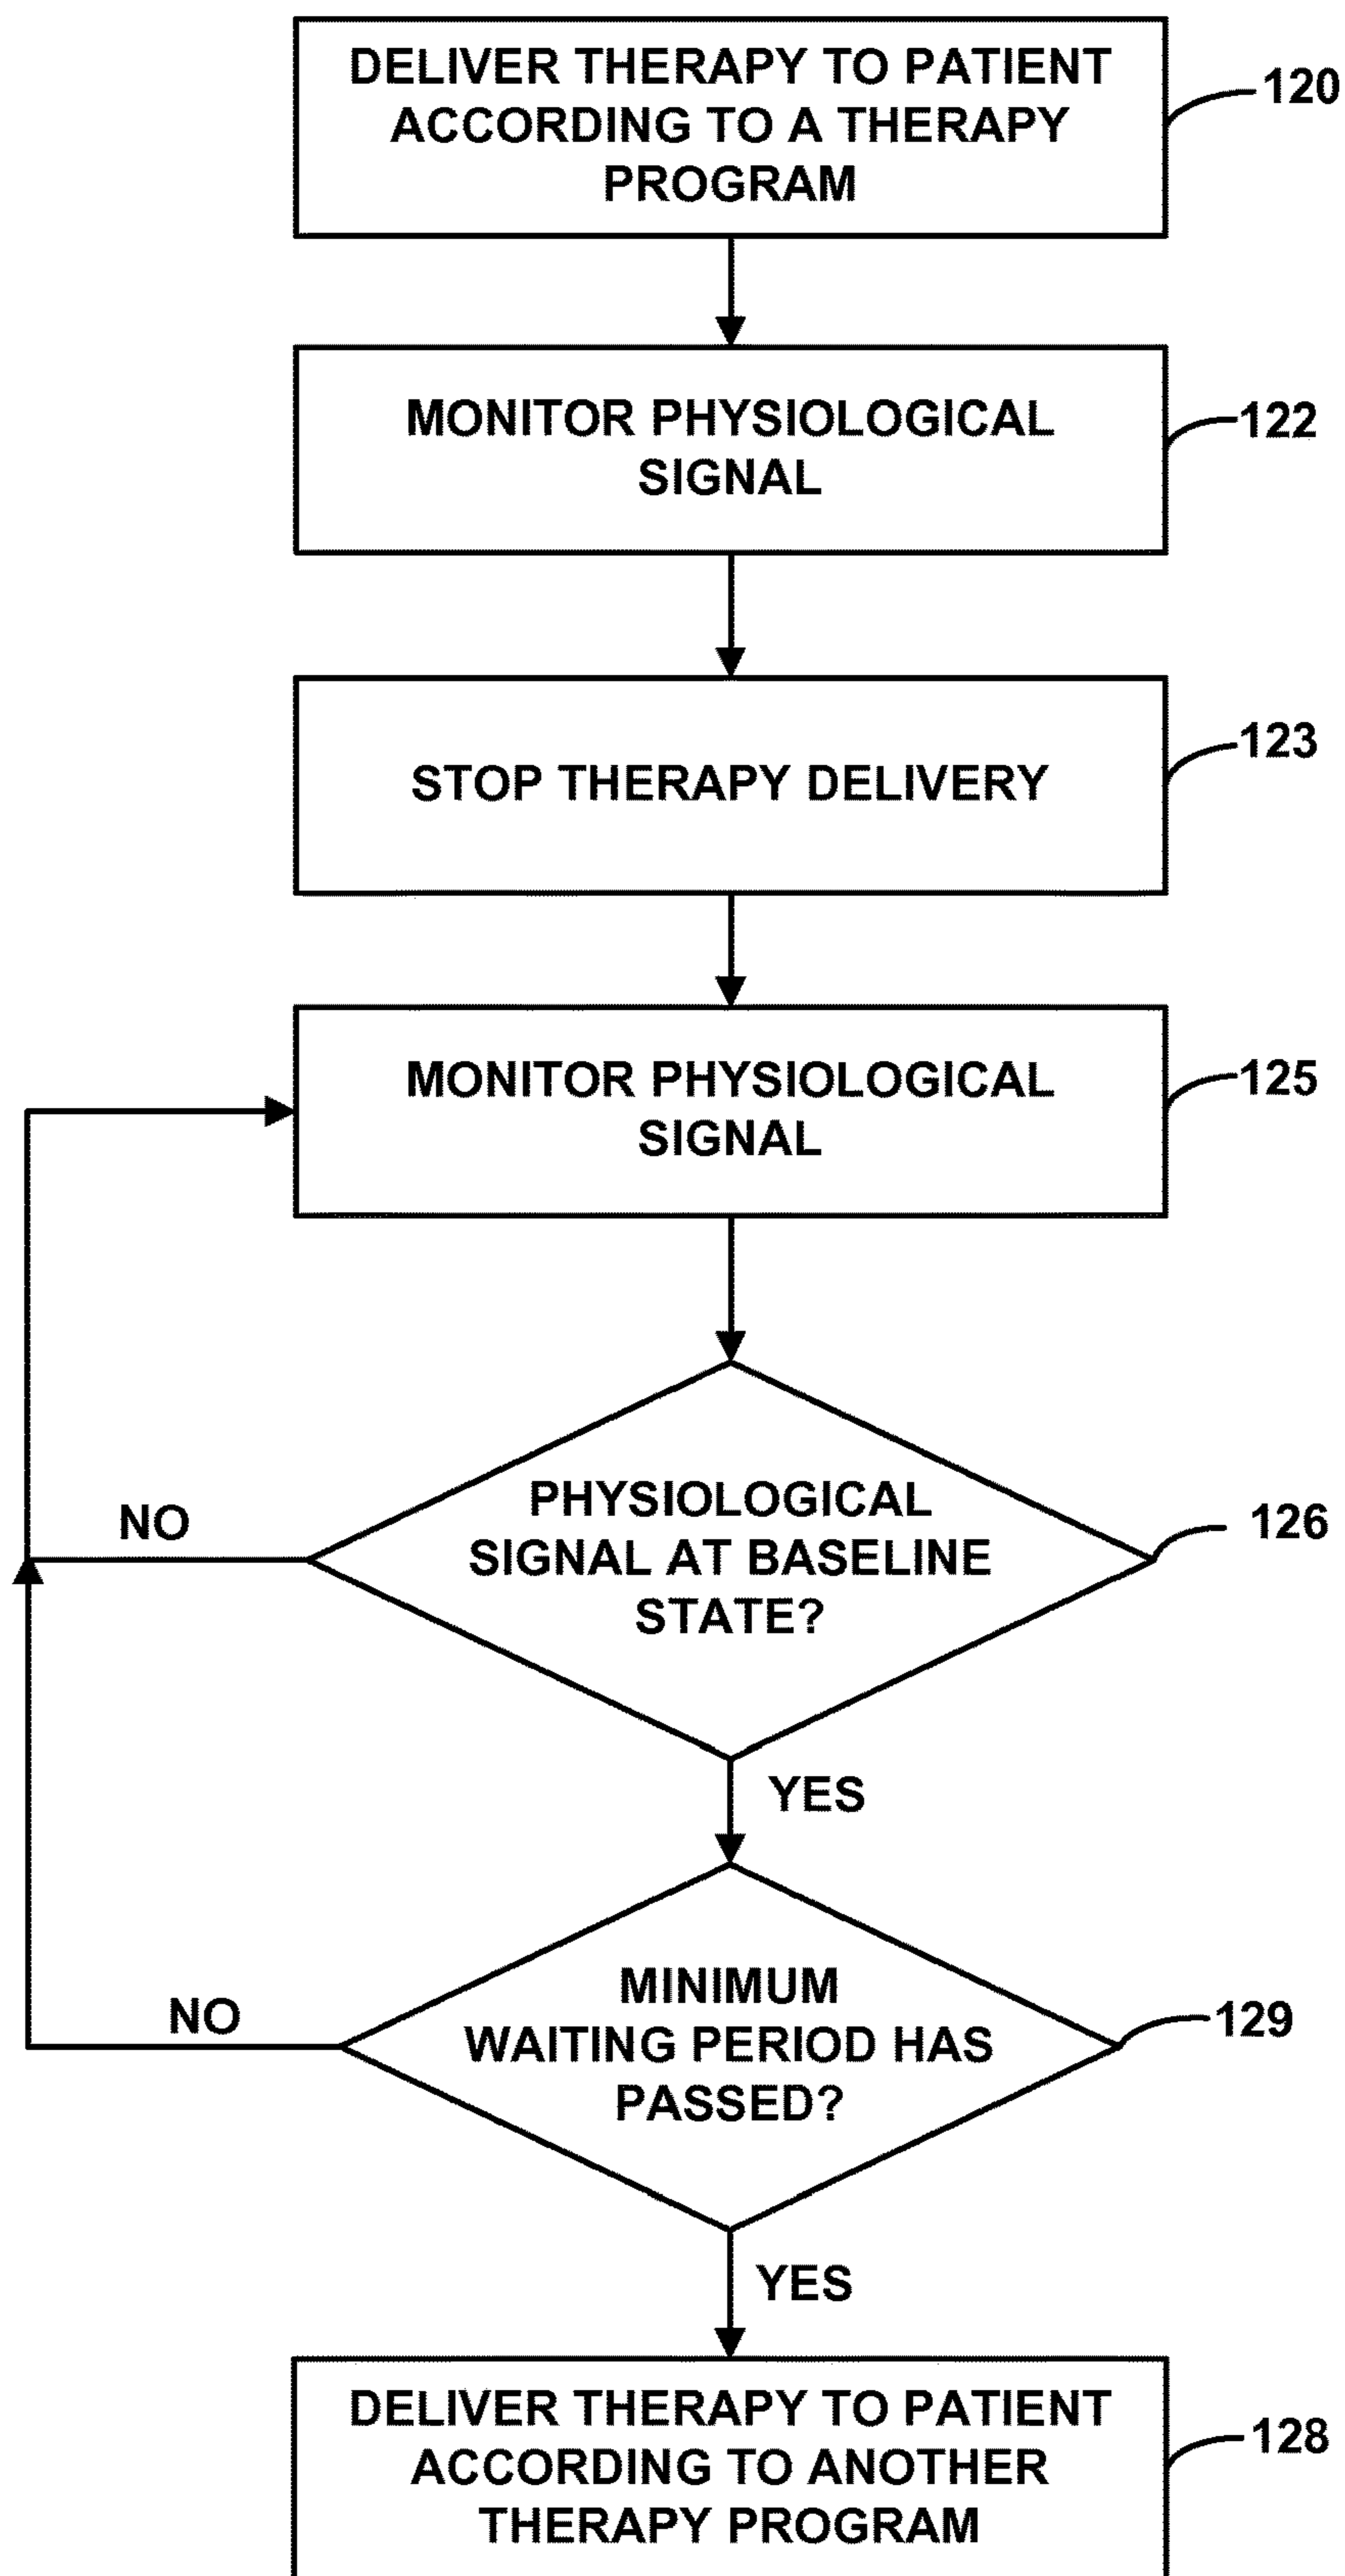 DELIVER THERAPY TO PATIENT
ACCORDING TO A THERAPY
PROGRAM
120
MONITOR PHYSIOLOGICAL
SIGNAL
122
STOP THERAPY DELIVERY
123
MONITOR PHYSIOLOGICAL
SIGNAL
125
PHYSIOLOGICAL
SIGNAL AT BASELINE
STATE?
126
NO
YES
MINIMUM
WAITING PERIOD HAS
PASSED?
129
NO
YES
DELIVER THERAPY TO PATIENT
ACCORDING TO ANOTHER
THERAPY PROGRAM
128